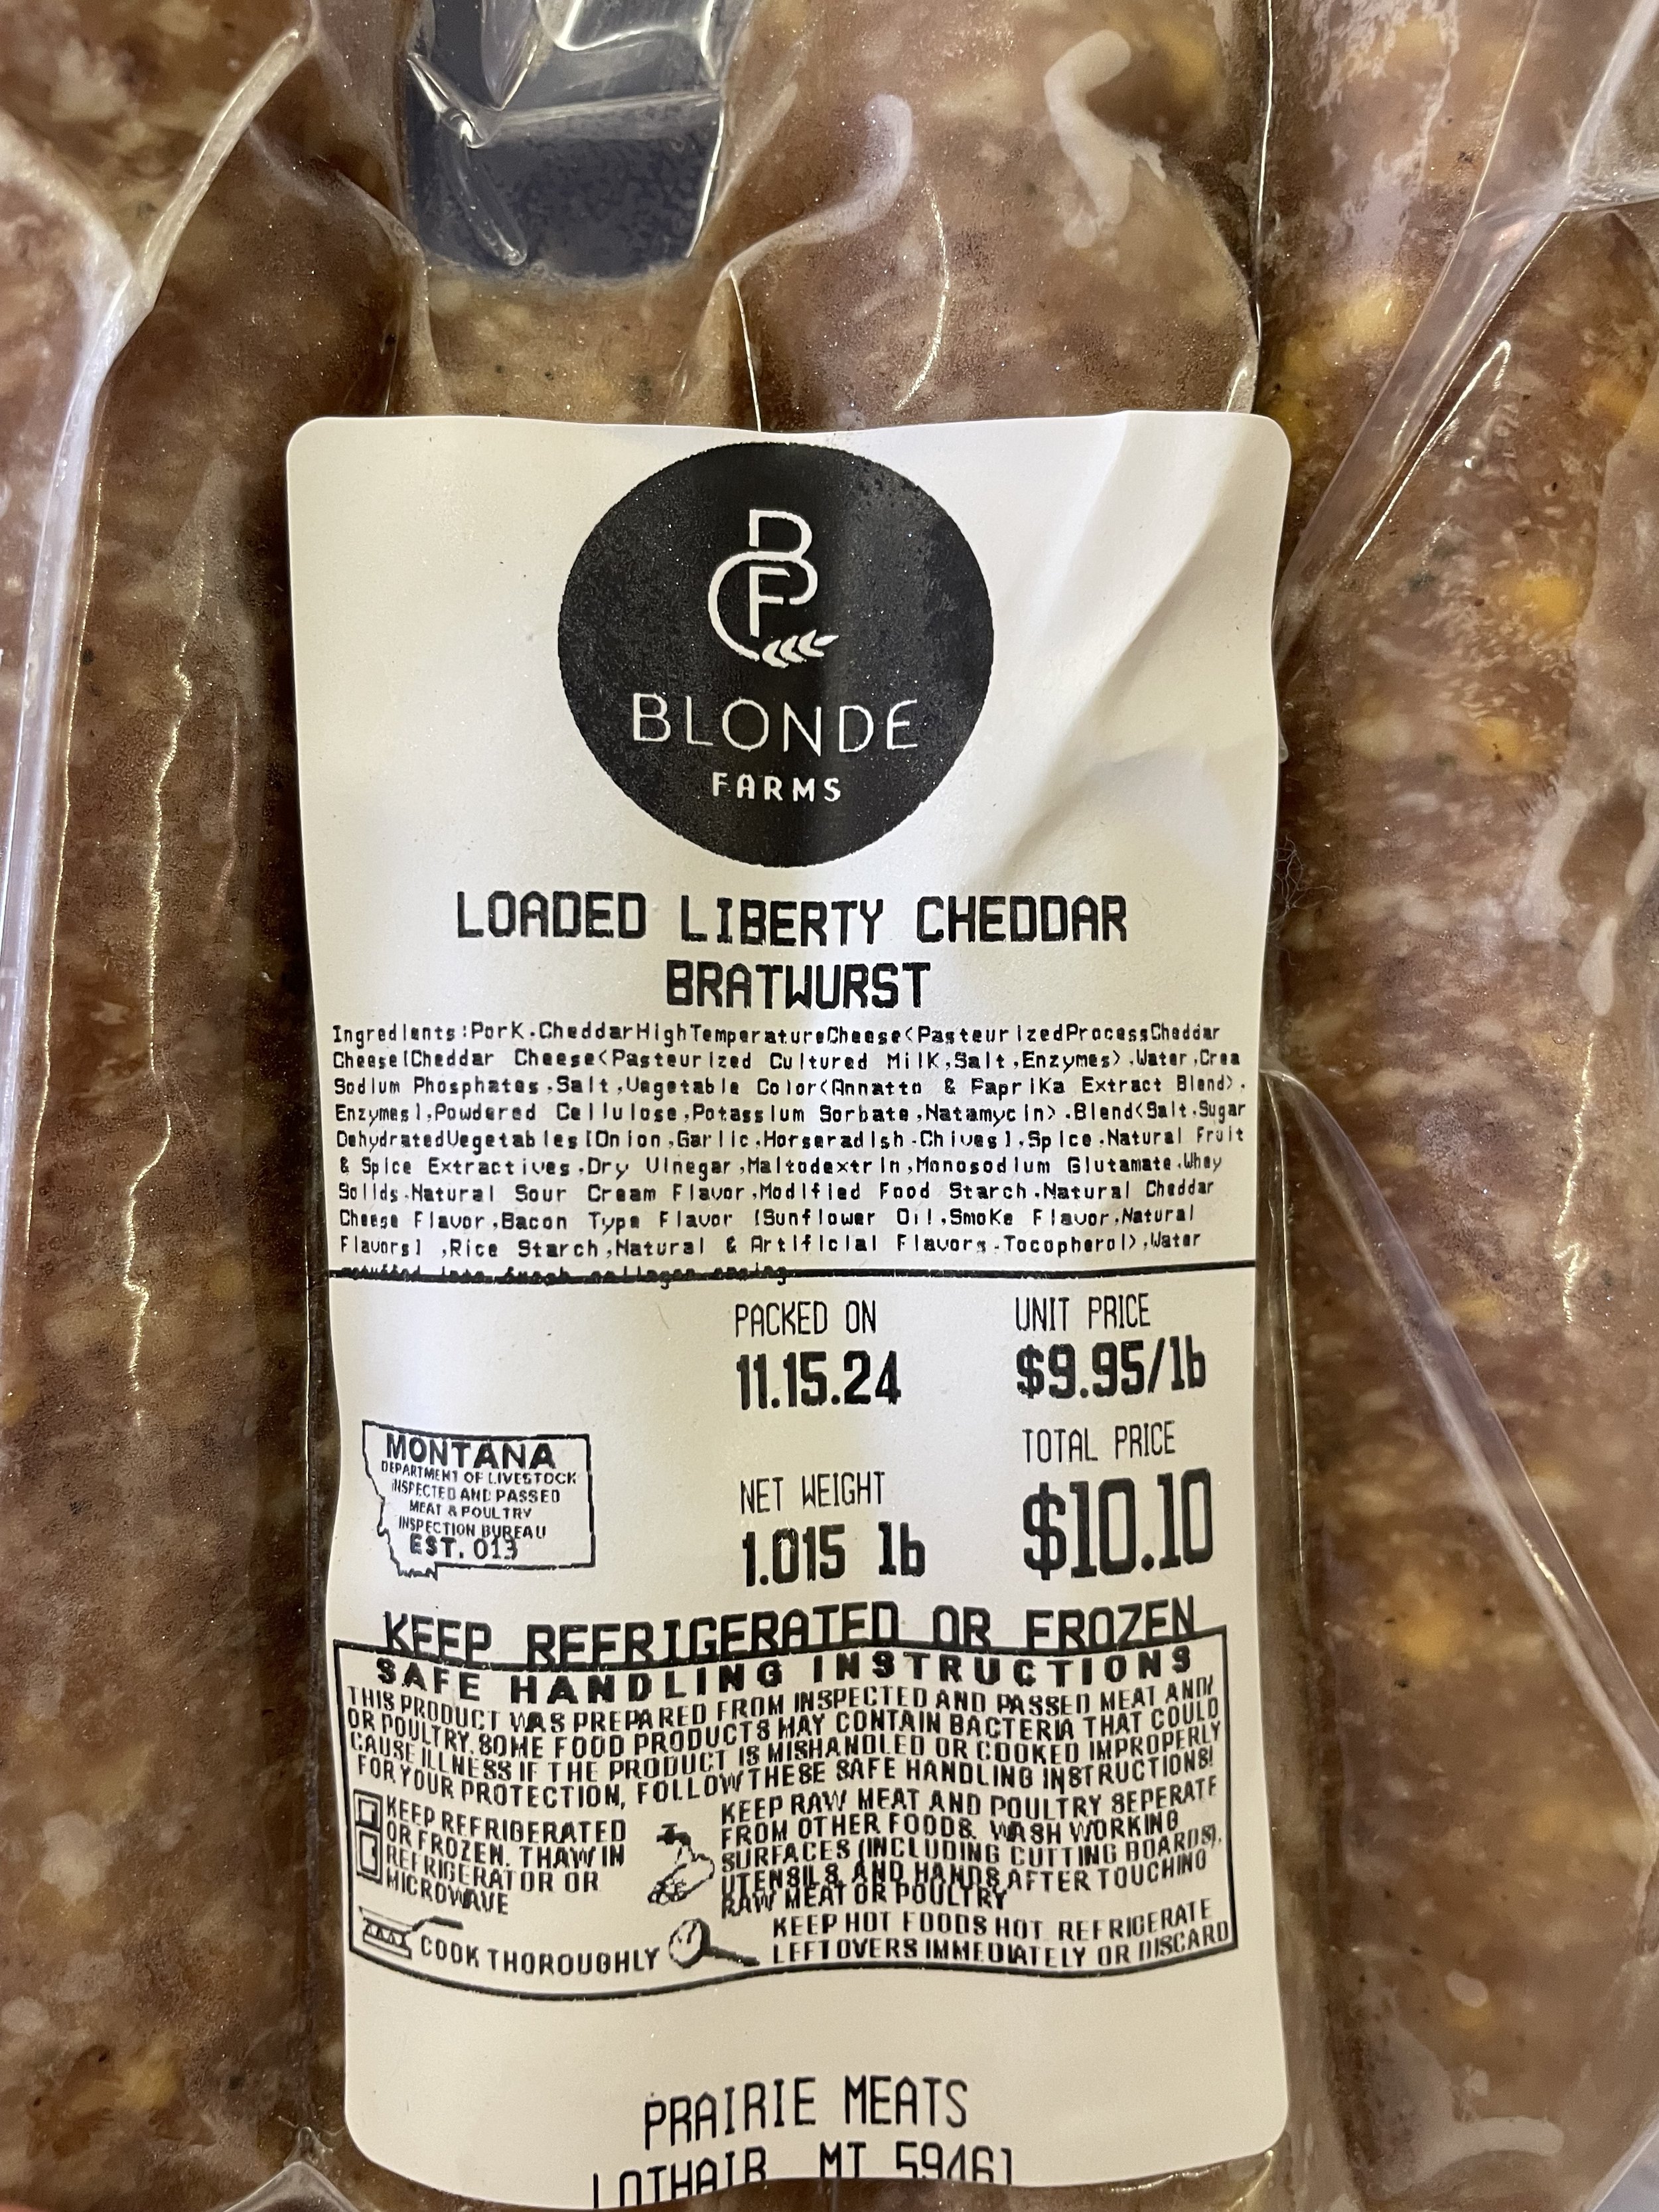 BF
BLONDE
FARMS
LOADED LIBERTY CHEDDAR
BRATWURST
Ingredients:Pork.CheddarHighTemperatureCheese<PasteurizedProcessCheddar
Cheese[Cheddar Cheese<Pasteurized Cultured Milk,Salt,Enzymes>,Water,Crea
Sodium Phosphates,Salt,Vegetable Color<Annatto & Paprika Extract Blend>,
Enzymes],Powdered Cellulose,Potassium Sorbate,Natamycin>.Blend<Salt,Sugar
DehydratedVegetables[Onion,Garlic,Horseradish,Chives],Spice,Natural Fruit
& Spice Extractives,Dry Vinegar,Maltodextrin,Monosodium Glutamate,Whey
Solids,Natural Sour Cream Flavor,Modified Food Starch,Natural Cheddar
Cheese Flavor,Bacon Type Flavor [Sunflower Oil,Smoke Flavor,Natural
Flavors] ,Rice Starch,Natural & Artificial Flavors,Tocopherol>,Water
collagen casing
PACKED ON
11.15.24
UNIT PRICE
$9.95/lb
NET WEIGHT
1.015 lb
TOTAL PRICE
$10.10
MONTANA
DEPARTMENT OF LIVESTOCK
INSPECTED AND PASSED
MEAT & POULTRY
INSPECTION BUREAU
EST. 013
KEEP REFRIGERATED OR FROZEN
SAFE HANDLING INSTRUCTIONS
THIS PRODUCT WAS PREPARED FROM INSPECTED AND PASSED MEAT AND/
OR POULTRY. SOME FOOD PRODUCTS MAY CONTAIN BACTERIA THAT COULD
CAUSE ILLNESS IF THE PRODUCT IS MISHANDLED OR COOKED IMPROPERLY
FOR YOUR PROTECTION, FOLLOW THESE SAFE HANDLING INSTRUCTIONS!
KEEP REFRIGERATED
OR FROZEN. THAW IN
REFRIGERATOR OR
MICROWAVE
KEEP RAW MEAT AND POULTRY SEPERATE
FROM OTHER FOODS. WASH WORKING
SURFACES (INCLUDING CUTTING BOARDS),
UTENSILS, AND HANDS AFTER TOUCHING
RAW MEAT OR POULTRY
COOK THOROUGHLY
KEEP HOT FOODS HOT REFRIGERATE
LEFTOVERS IMMEDIATELY OR DISCARD
PRAIRIE MEATS
LOTHAIR, MT 59461